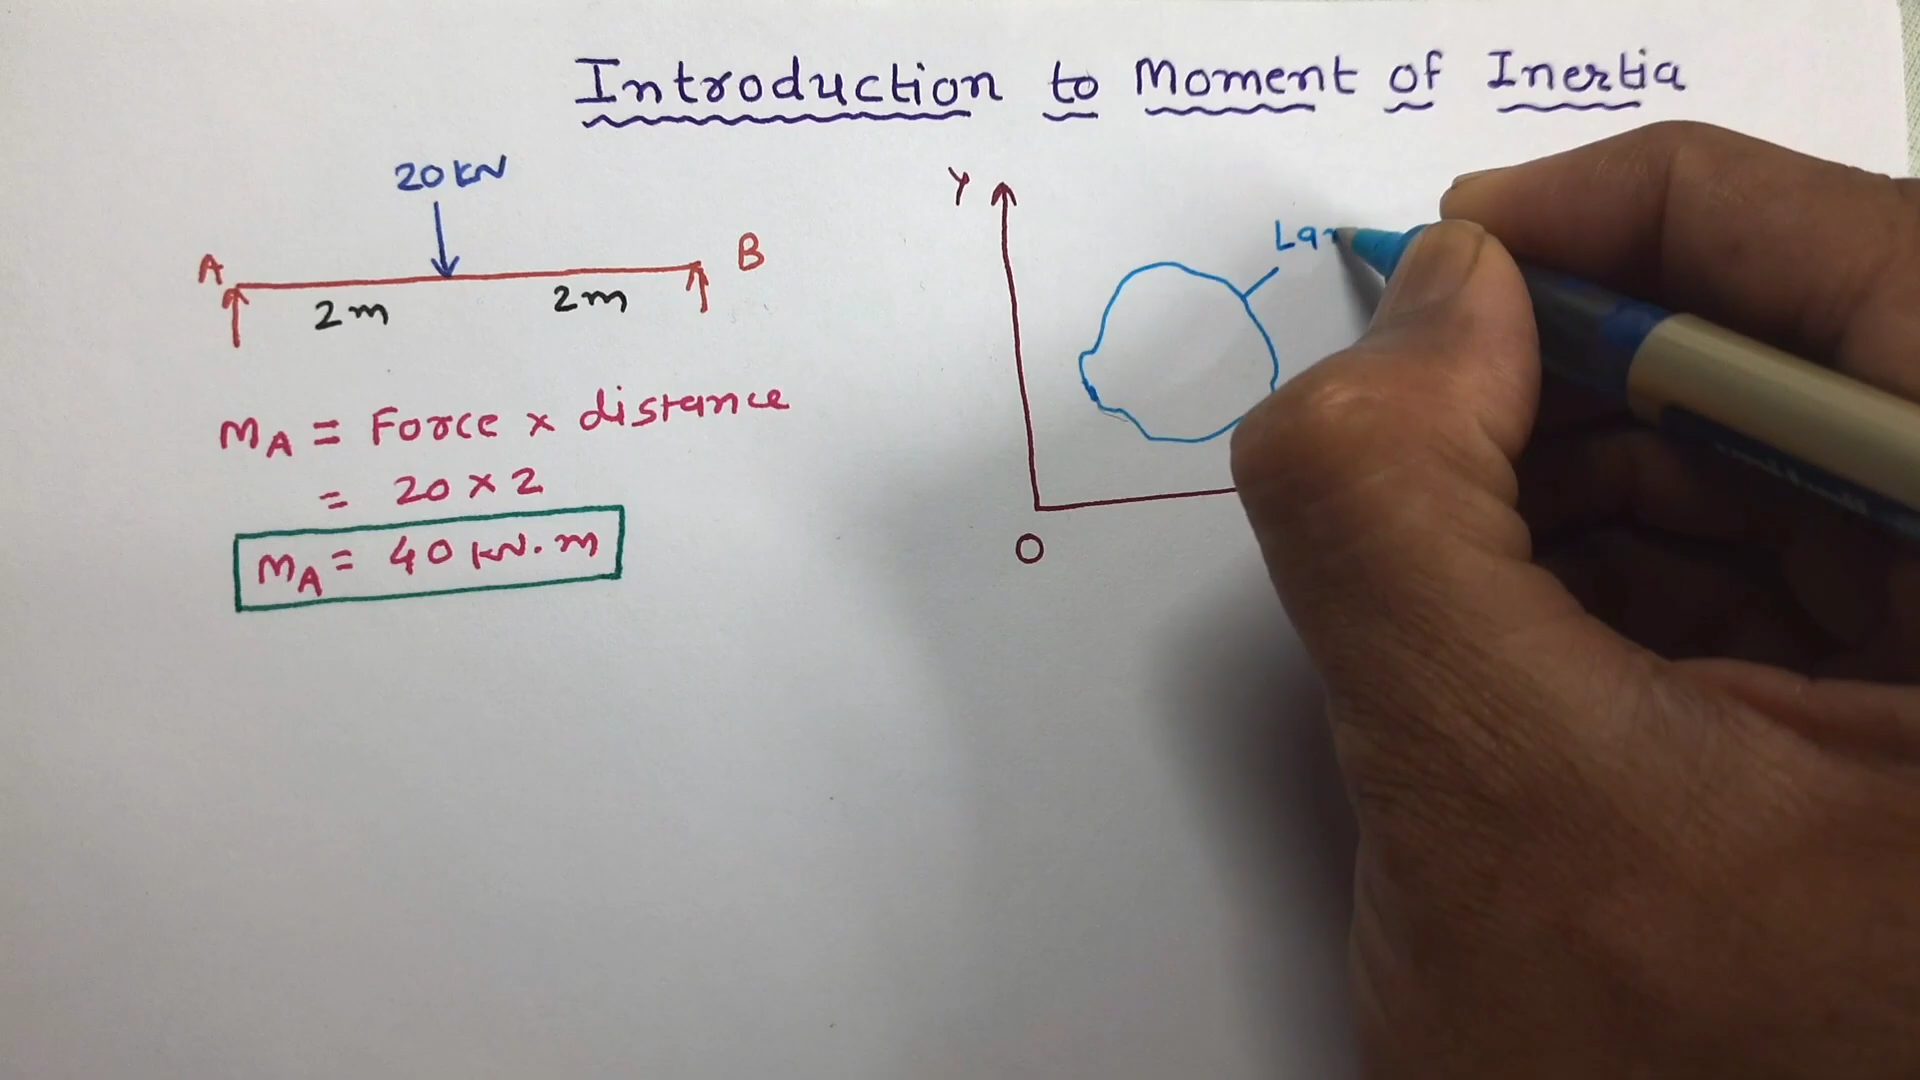 Introduction to Moment of Inertia
20 kN
A
B
2m
2m
MA = Force × distance
= 20 × 2
MA = 40 kN.m
Y
O